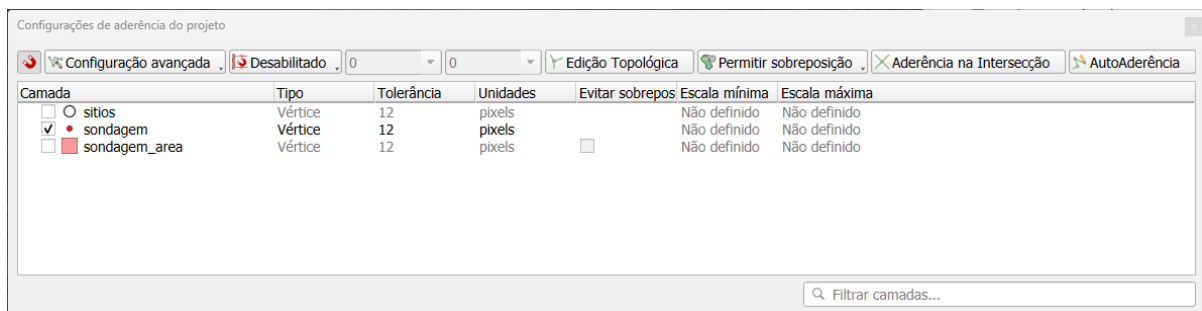 Configurações de aderência do projeto
Configuração avançada Desabilitado 0 0 Edição Topológica Permitir sobreposição Aderência na Intersecção AutoAderência
Camada Tipo Tolerância Unidades Evitar sobrepos Escala mínima Escala máxima
sitios Vértice 12 pixels Não definido Não definido
sondagem Vértice 12 pixels Não definido Não definido
sondagem_area Vértice 12 pixels Não definido Não definido
Filtrar camadas...